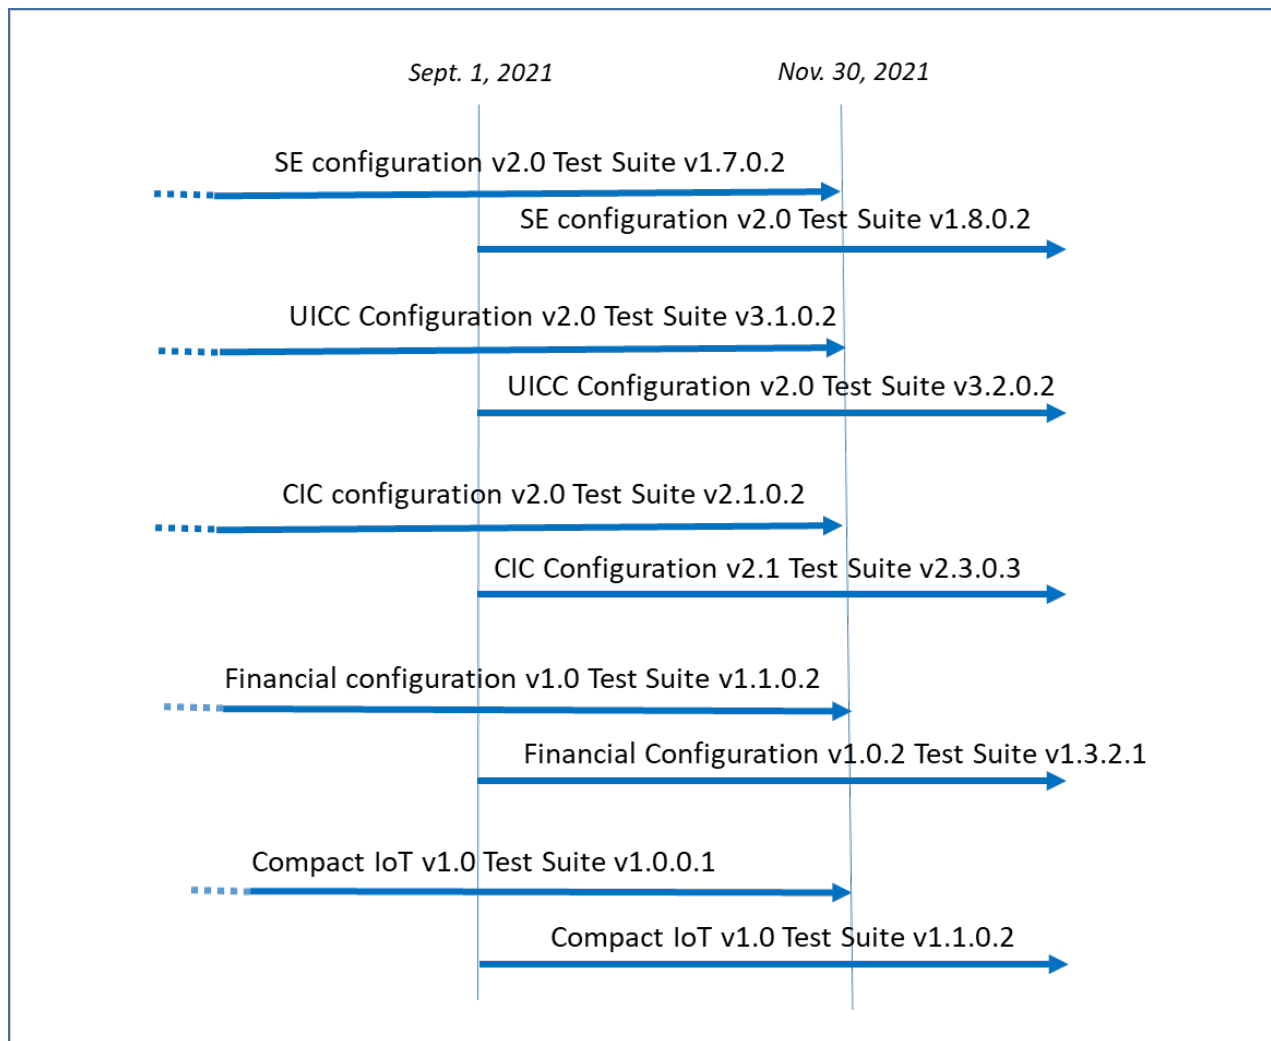 Sept. 1, 2021
Nov. 30, 2021
SE configuration v2.0 Test Suite v1.7.0.2
SE configuration v2.0 Test Suite v1.8.0.2
UICC Configuration v2.0 Test Suite v3.1.0.2
UICC Configuration v2.0 Test Suite v3.2.0.2
CIC configuration v2.0 Test Suite v2.1.0.2
CIC Configuration v2.1 Test Suite v2.3.0.3
Financial configuration v1.0 Test Suite v1.1.0.2
Financial Configuration v1.0.2 Test Suite v1.3.2.1
Compact IoT v1.0 Test Suite v1.0.0.1
Compact IoT v1.0 Test Suite v1.1.0.2